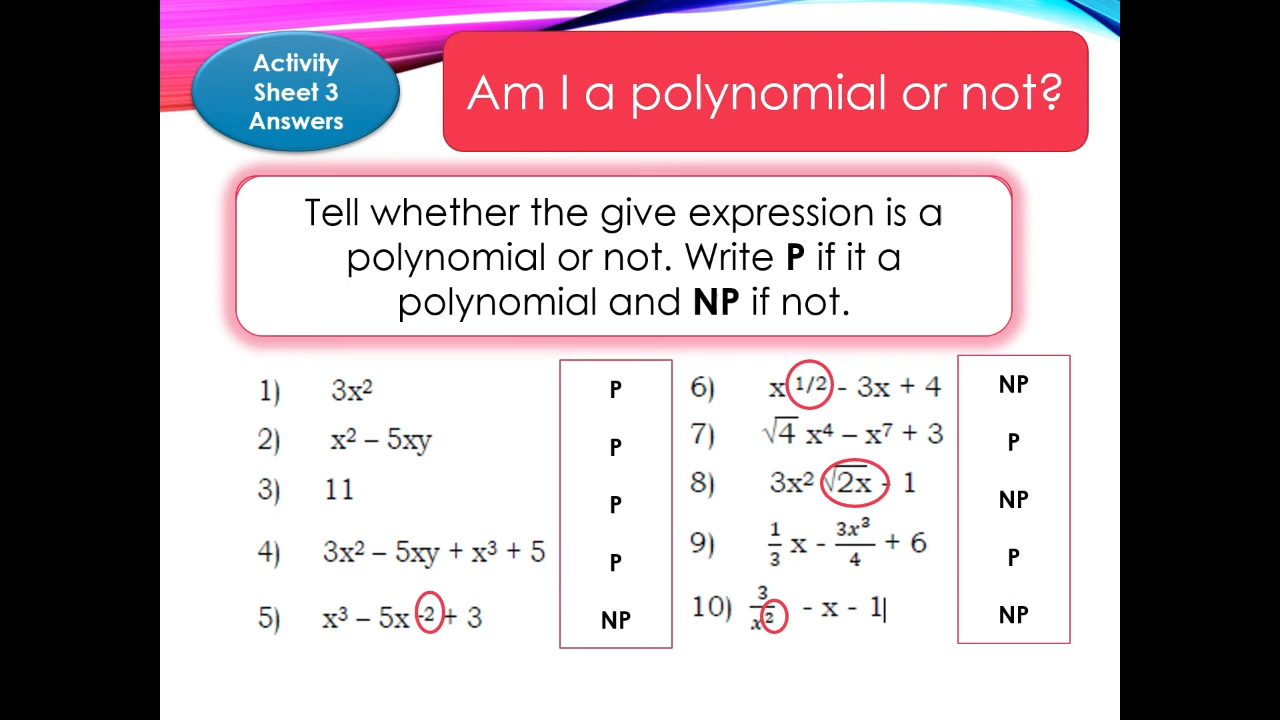 Activity
Sheet 3
Answers
Am I a polynomial or not?
Tell whether the give expression is a
polynomial or not. Write P if it a
polynomial and NP if not.
1) 3x² P
2) x² – 5xy P
3) 11 P
4) 3x² – 5xy + x³ + 5 P
5) x³ – 5x⁻² + 3 NP
6) x^1/2 - 3x + 4 NP
7) √4 x⁴ – x⁷ + 3 P
8) 3x² √2x - 1 NP
9) 1/3 x - 3x³/4 + 6 P
10) 3/x² - x - 1 NP